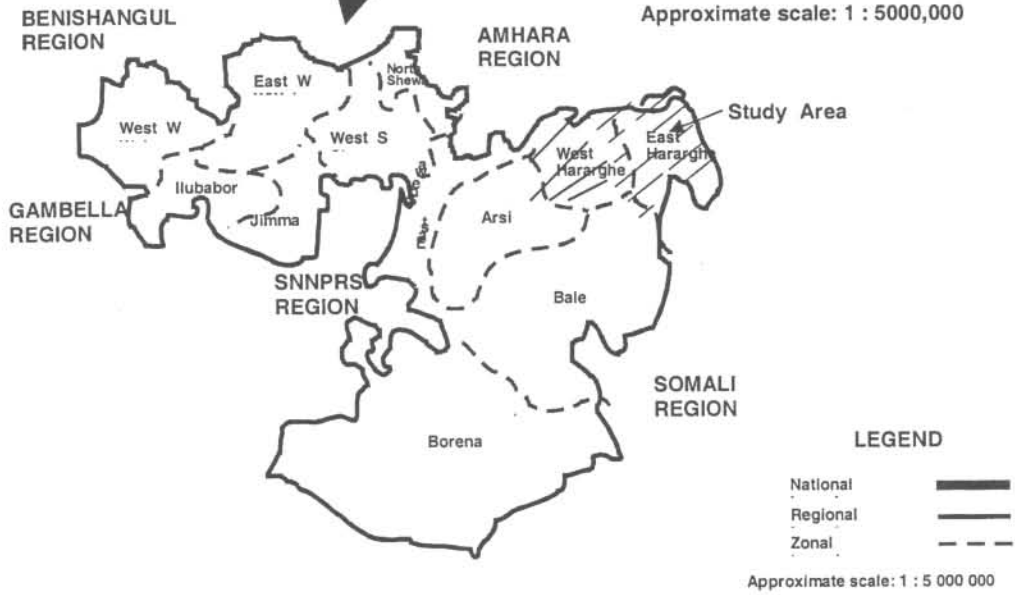 BENISHANGUL
REGION
Approximate scale: 1 : 5000,000
AMHARA
REGION
North
Shewa
East W
West W
West S
Study Area
East
Hararghe
West
Hararghe
Ilubabor
Jimma
Arsi
GAMBELLA
REGION
SNNPRS
REGION
Bale
SOMALI
REGION
Borena
LEGEND
National
Regional
Zonal
Approximate scale: 1 : 5 000 000